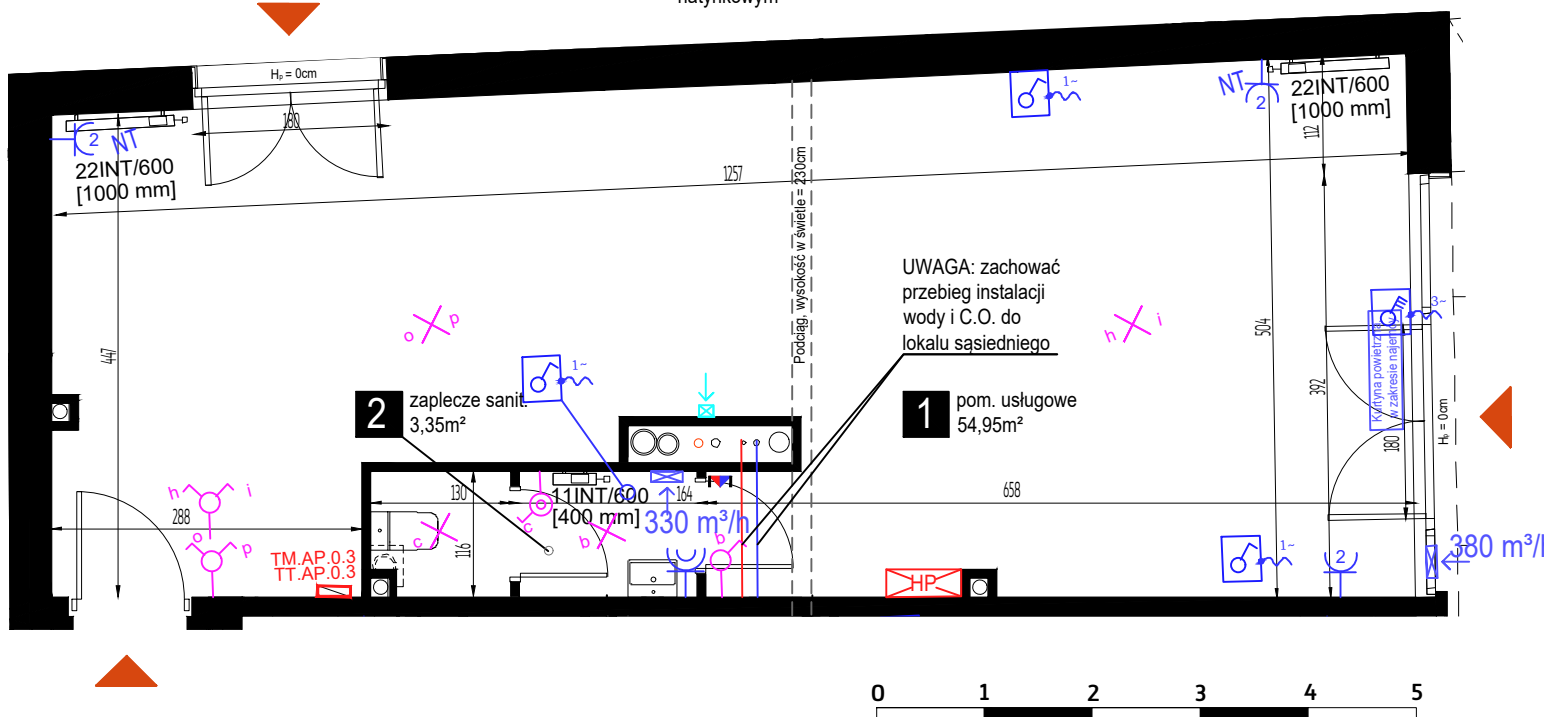 natynkowym
Hₚ = 0cm
180
2 NT
22INT/600
[1000 mm]
1~
NT
2
22INT/600
[1000 mm]
112
1257
447
Podciąg, wysokość w świetle = 230cm
UWAGA: zachować
przebieg instalacji
wody i C.O. do
lokalu sąsiedniego
504
392
3~
Kurtyna powietrzna
w zakresie najemcy
Hₚ = 0cm
180
o p
h i
1~
2
zaplecze sanit.
3,35m²
1
pom. usługowe
54,95m²
h i
288
o p
TM.AP.0.3
TT.AP.0.3
130
c
116
c
11INT/600
[400 mm]
b
164
330 m³/h
b
658
HP
1~
2
380 m³/
0 1 2 3 4 5